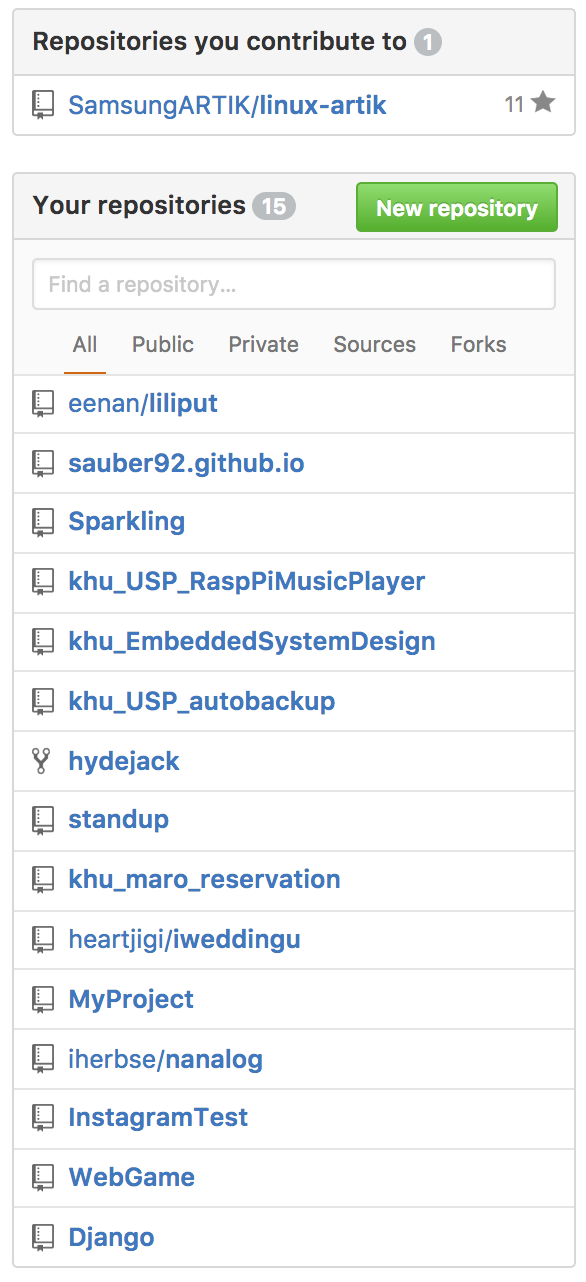 Repositories you contribute to 1
SamsungARTIK/linux-artik 11
Your repositories 15 New repository
Find a repository...
All Public Private Sources Forks
eenan/liliput
sauber92.github.io
Sparkling
khu_USP_RaspPiMusicPlayer
khu_EmbeddedSystemDesign
khu_USP_autobackup
hydejack
standup
khu_maro_reservation
heartjigi/iweddingu
MyProject
iherbse/nanalog
InstagramTest
WebGame
Django